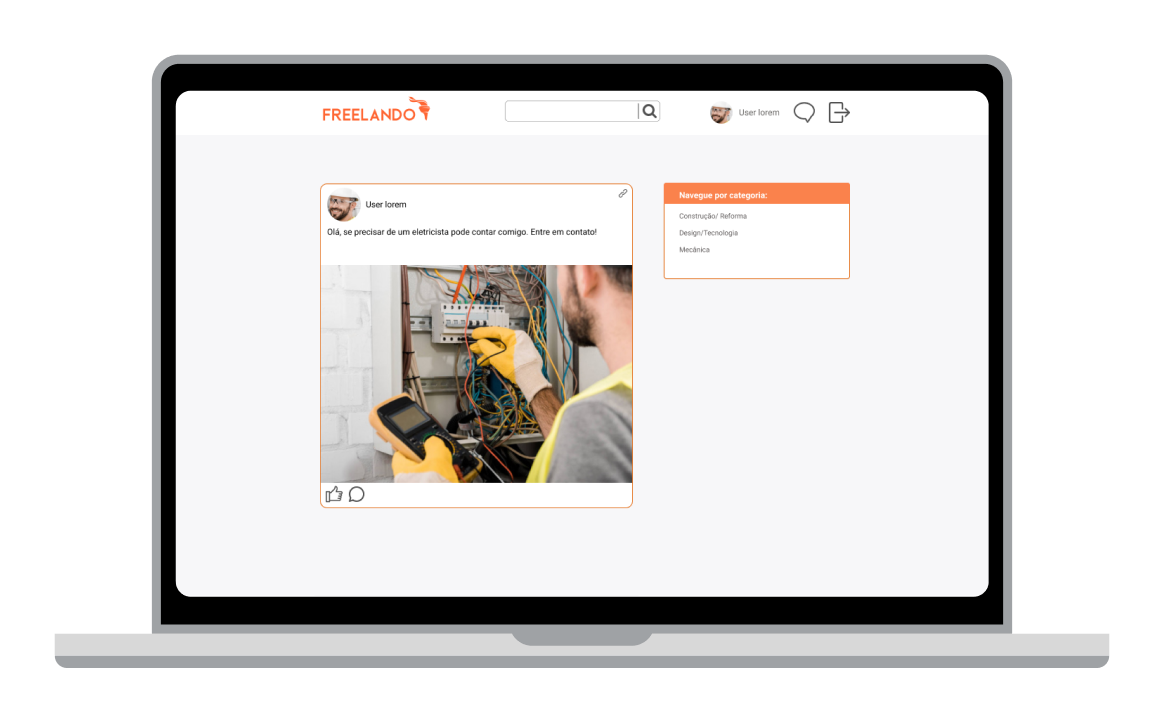 FREELANDO
User lorem
User lorem
Olá, se precisar de um eletricista pode contar comigo. Entre em contato!
Navegue por categoria:
Construção/ Reforma
Design/Tecnologia
Mecânica